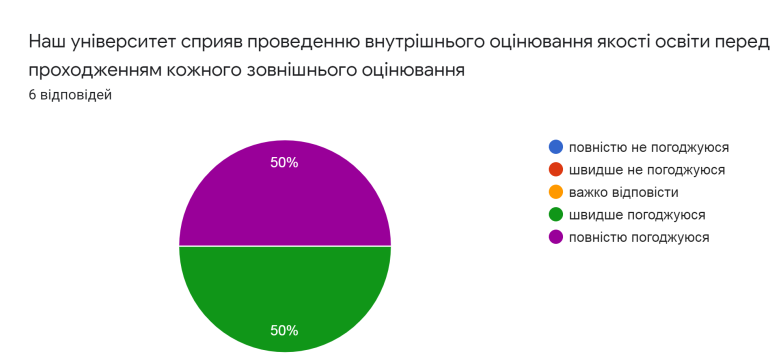 Наш університет сприяв проведенню внутрішнього оцінювання якості освіти перед
проходженням кожного зовнішнього оцінювання
6 відповідей
50%
50%
повністю не погоджуюся
швидше не погоджуюся
важко відповісти
швидше погоджуюся
повністю погоджуюся